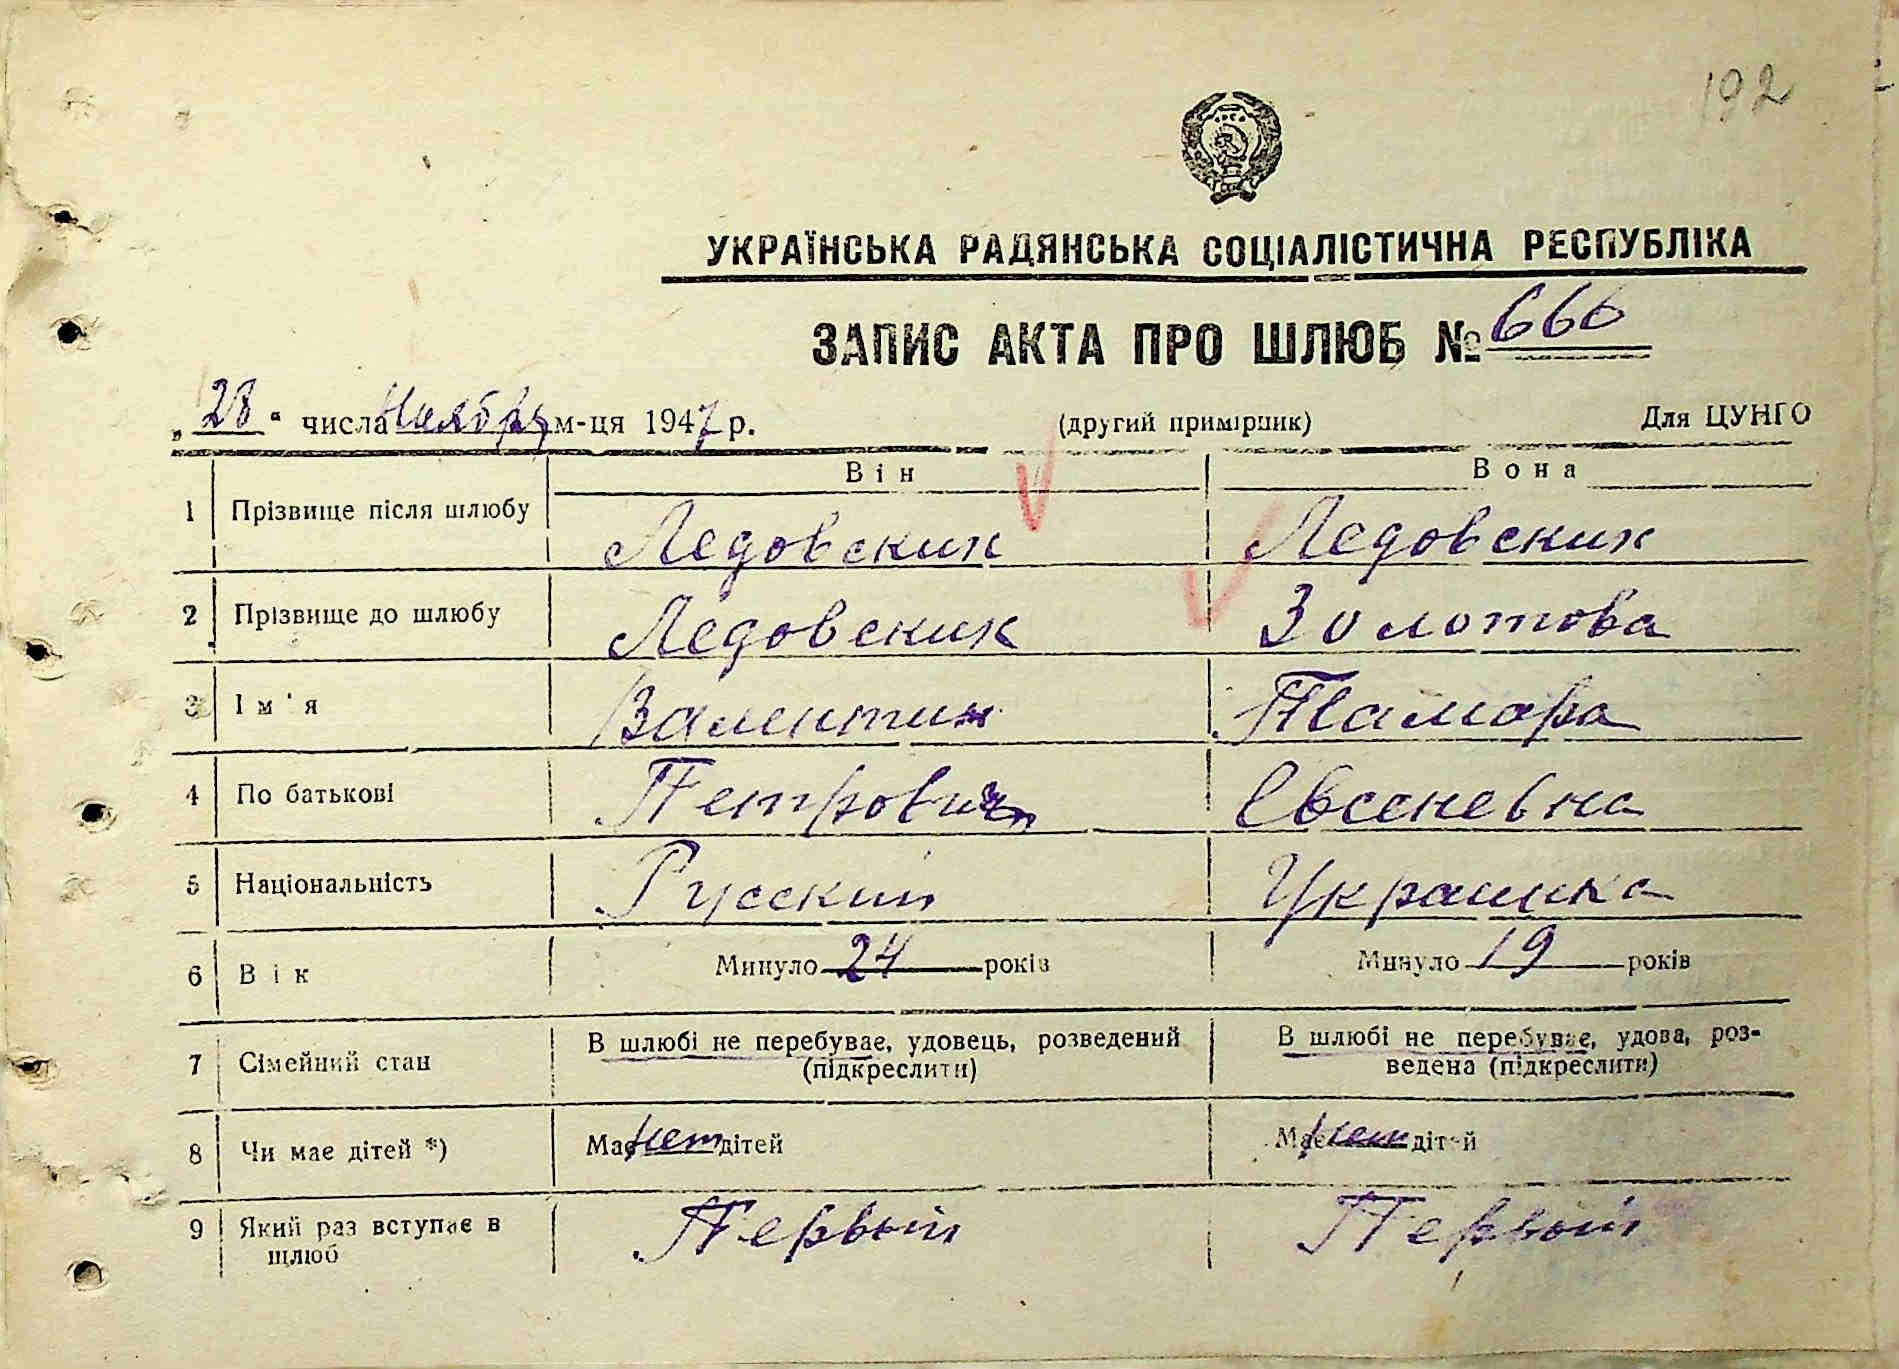 192
УКРАЇНСЬКА РАДЯНСЬКА СОЦІАЛІСТИЧНА РЕСПУБЛІКА
ЗАПИС АКТА ПРО ШЛЮБ № 666
„28“ числа Ноября м-ця 1947 р. (другий примірник) Для ЦУНГО
Він Вона
1 Прізвище після шлюбу Ледовских Ледовских
2 Прізвище до шлюбу Ледовских Золотова
3 Ім'я Валентин Тамара
4 По батькові Петрович Евсеневна
5 Національність Русский Украинка
6 Вік Минуло 24 років Минуло 19 років
7 Сімейний стан В шлюбі не перебуває, удовець, розведений (підкреслити) В шлюбі не перебуває, удова, роз-
ведена (підкреслити)
8 Чи має дітей *) Має нет дітей Має нет дітей
9 Який раз вступає в шлюб Первый Первый